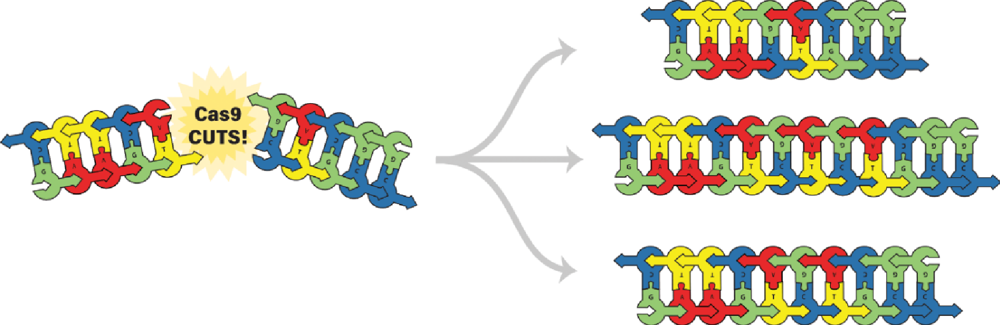 C T T C A
G A A G T
Cas9
CUTS!
G A C G G
C T G C C
C T T G A C G G
G A A C T G C C
C T T C A G A G A C G G
G A A G T C T C T G C C
C T T C A G A C G G
G A A G T C T G C C